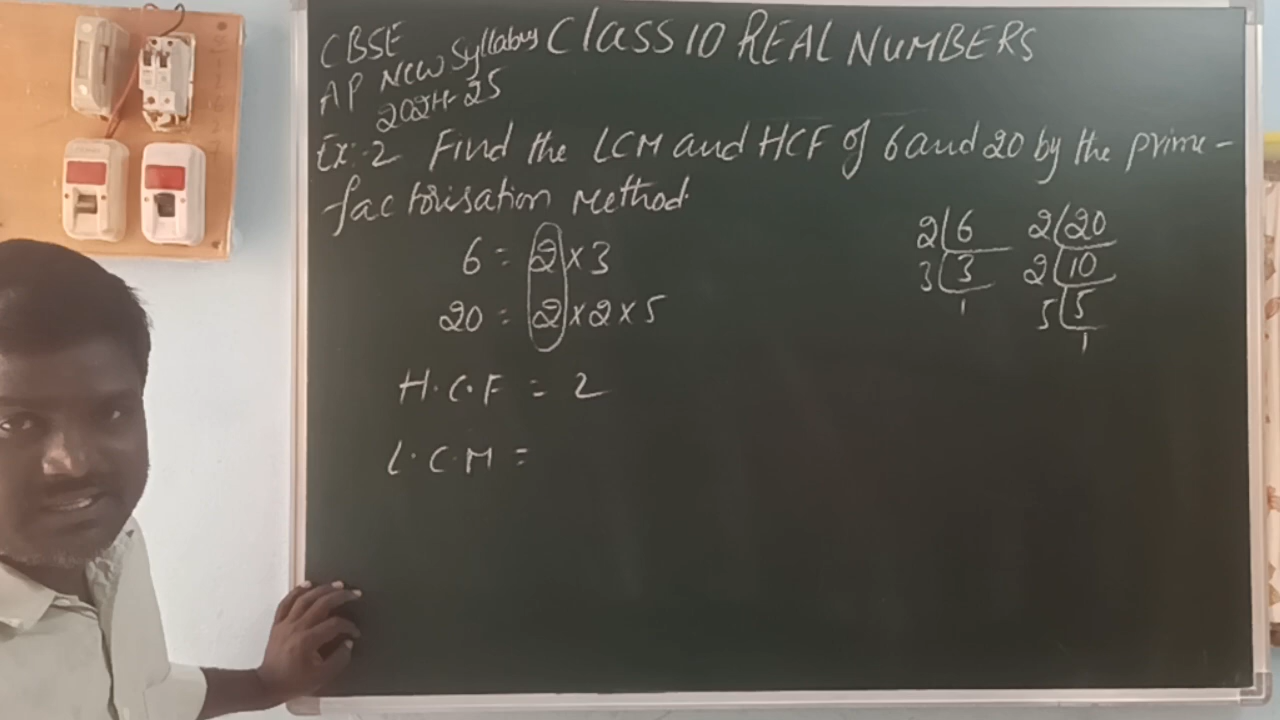 CBSE
AP New Syllabus Class 10 REAL NUMBERS
2024-25
Ex:-2 Find the LCM and HCF of 6 and 20 by the prime-
factorisation Method.
6 = 2 x 3
20 = 2 x 2 x 5
H.C.F = 2
L.C.M =
2 6
3 3
1
2 20
2 10
5 5
1